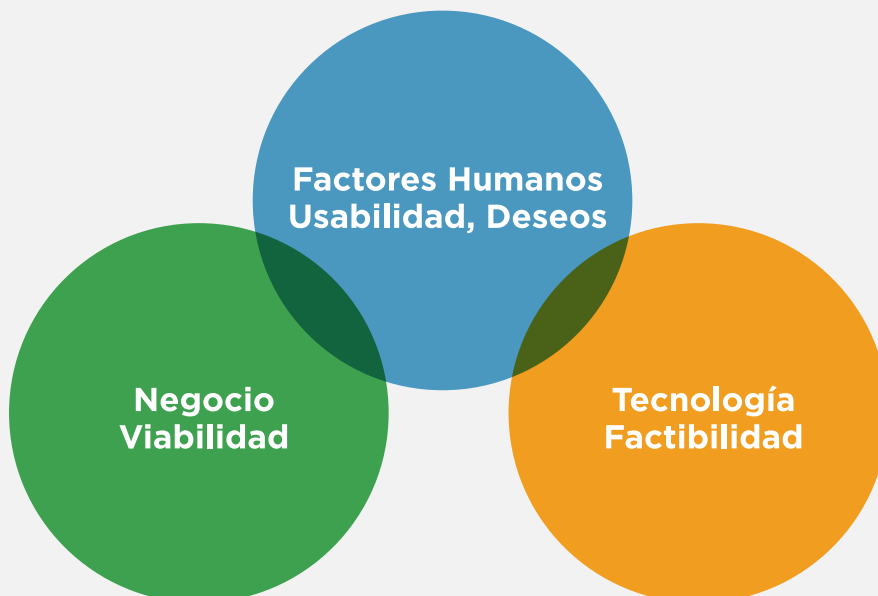 Factores Humanos
Usabilidad, Deseos
Negocio
Viabilidad
Tecnología
Factibilidad